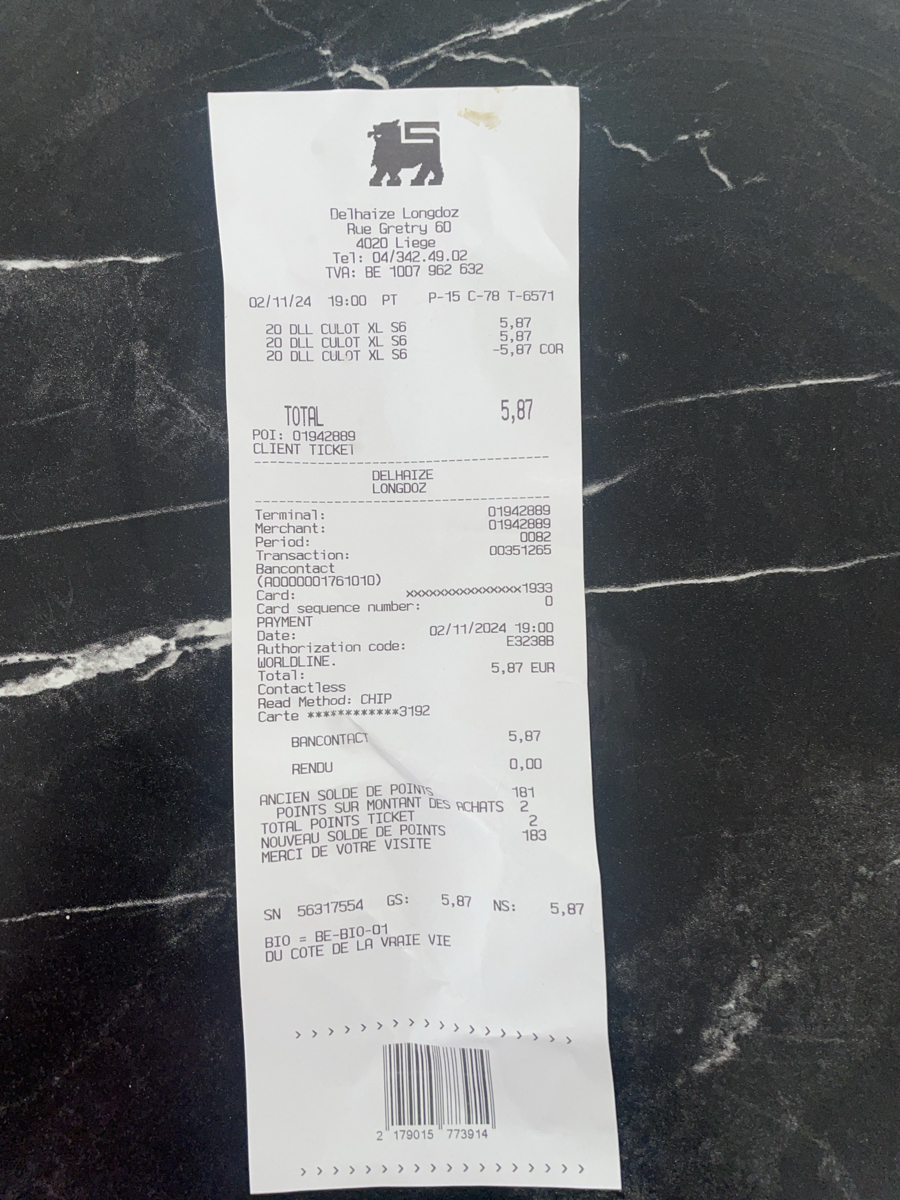 Delhaize Longdoz
Rue Gretry 60
4020 Liege
Tel: 04/342.49.02
TVA: BE 1007 962 632
02/11/24 19:00 PT P-15 C-78 T-6571
20 DLL CULOT XL S6 5,87
20 DLL CULOT XL S6 5,87
20 DLL CULOT XL S6 -5,87 COR
TOTAL 5,87
POI: 01942889
CLIENT TICKET
--------------------------------
DELHAIZE
LONGDOZ
--------------------------------
Terminal: 01942889
Merchant: 01942889
Period: 0082
Transaction: 00351265
Bancontact
(A0000001761010)
Card: xxxxxxxxxxxxxxx1933
Card sequence number: 0
PAYMENT
Date: 02/11/2024 19:00
Authorization code: E3238B
WORLDLINE.
Total: 5,87 EUR
Contactless
Read Method: CHIP
Carte ************3192
BANCONTACT 5,87
RENDU 0,00
ANCIEN SOLDE DE POINTS 181
POINTS SUR MONTANT DES ACHATS 2
TOTAL POINTS TICKET 2
NOUVEAU SOLDE DE POINTS 183
MERCI DE VOTRE VISITE
SN 56317554 GS: 5,87 NS: 5,87
BIO = BE-BIO-01
DU COTE DE LA VRAIE VIE
> > > > > > > > > > > > > > > > > >
2 179015 773914
> > > > > > > > > > > > > > > > > >